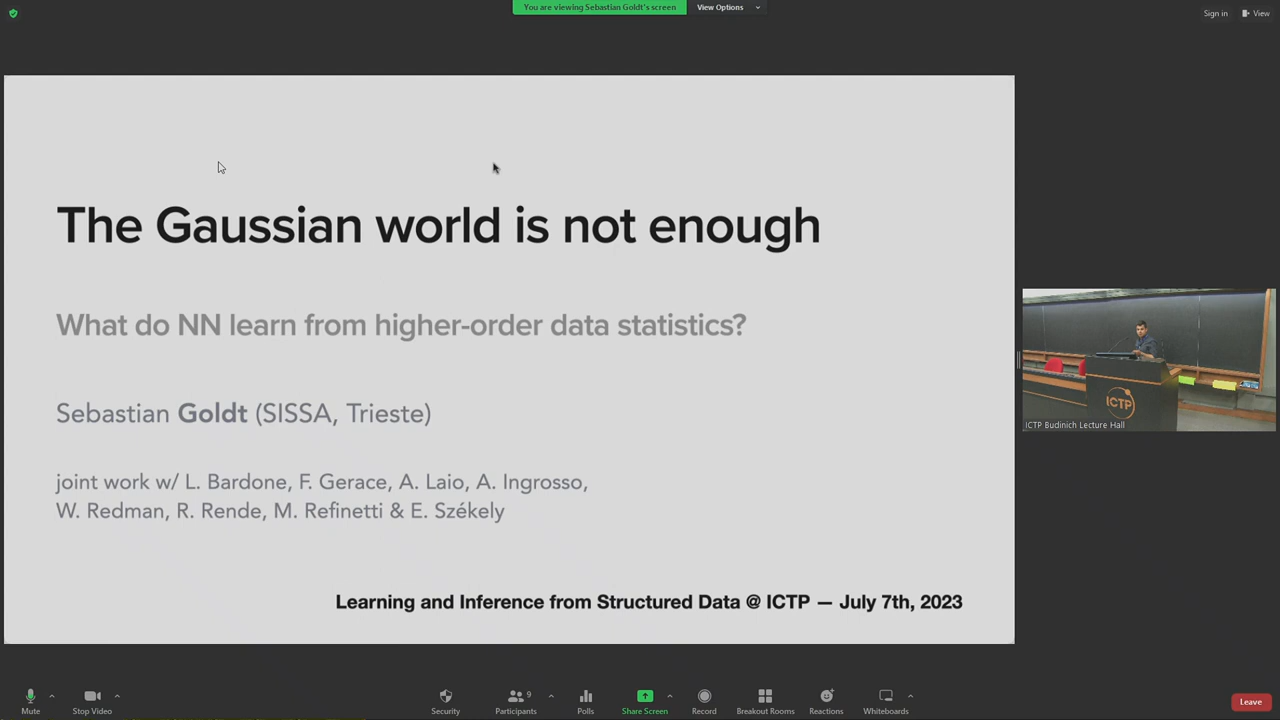 You are viewing Sebastian Goldt's screen
View Options
Sign in
View
The Gaussian world is not enough
What do NN learn from higher-order data statistics?
Sebastian Goldt (SISSA, Trieste)
joint work w/ L. Bardone, F. Gerace, A. Laio, A. Ingrosso,
W. Redman, R. Rende, M. Refinetti & E. Székely
Learning and Inference from Structured Data @ ICTP — July 7th, 2023
ICTP
ICTP Budinich Lecture Hall
Mute
Stop Video
Security
Participants
9
Polls
Share Screen
Record
Breakout Rooms
Reactions
Whiteboards
Leave